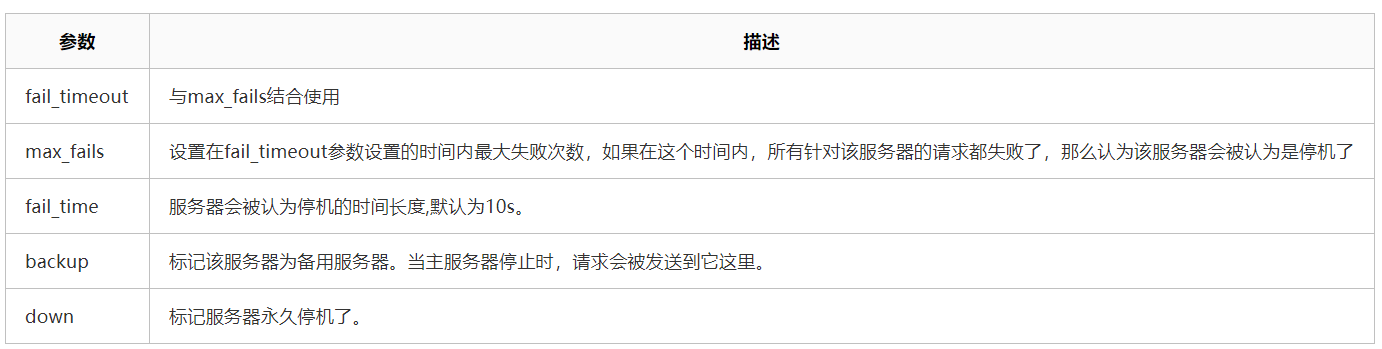 参数 描述
fail_timeout 与max_fails结合使用
max_fails 设置在fail_timeout参数设置的时间内最大失败次数，如果在这个时间内，所有针对该服务器的请求都失败了，那么认为该服务器会被认为是停机了
fail_time 服务器会被认为停机的时间长度,默认为10s。
backup 标记该服务器为备用服务器。当主服务器停止时，请求会被发送到它这里。
down 标记服务器永久停机了。